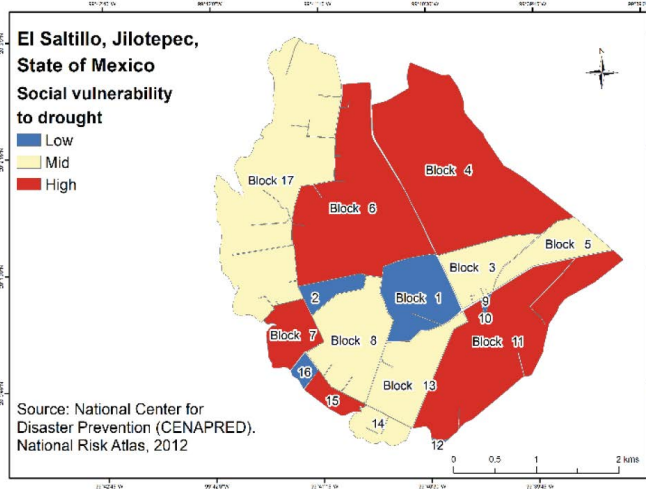 El Saltillo, Jilotepec,
State of Mexico
Social vulnerability
to drought
Low
Mid
High
N
Block 17
Block 4
Block 6
Block 5
Block 3
2
Block 1
9
10
Block 7
Block 8
Block 11
16
Block 13
15
14
12
Source: National Center for
Disaster Prevention (CENAPRED).
National Risk Atlas, 2012
0 0.5 1 2 kms